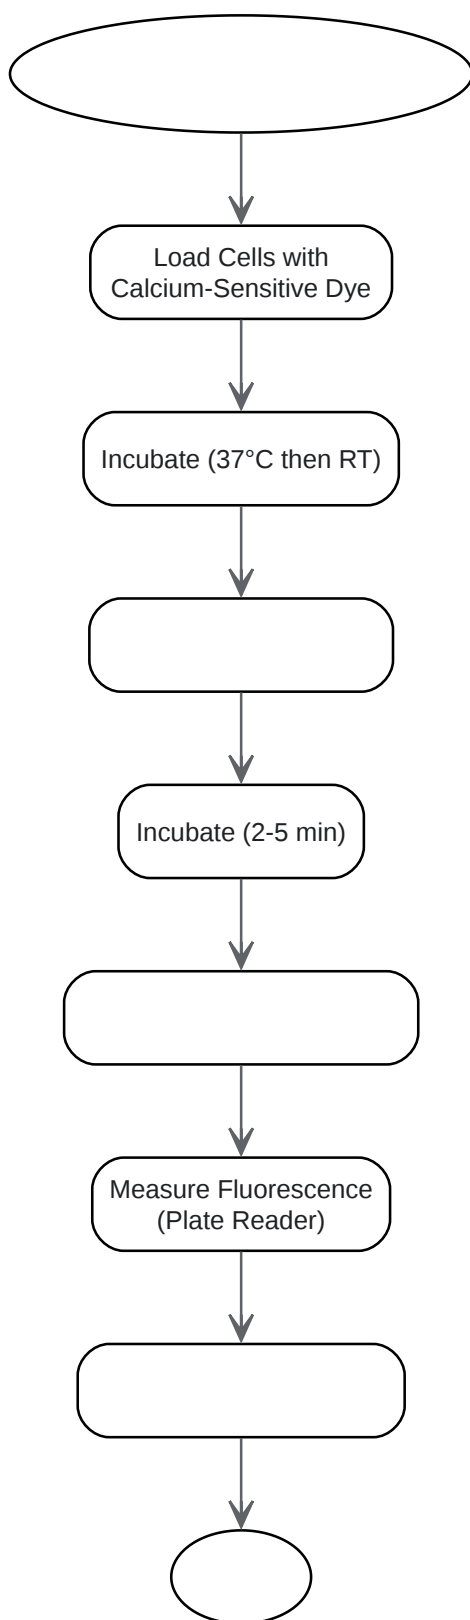 Load Cells with
Calcium-Sensitive Dye
Incubate (37°C then RT)
Incubate (2-5 min)
Measure Fluorescence
(Plate Reader)